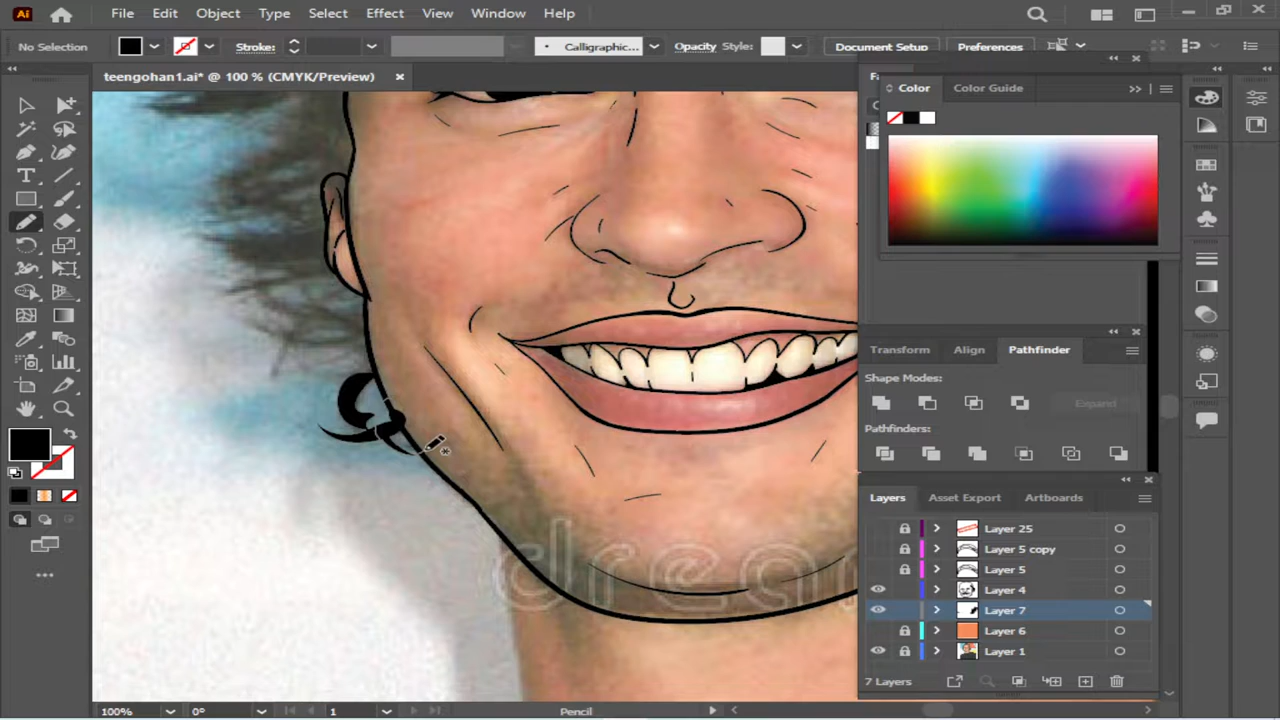 Ai File Edit Object Type Select Effect View Window Help
No Selection Stroke: Calligraphic... Opacity Style: Document Setup Preferences
teengohan1.ai* @ 100 % (CMYK/Preview) ×
Color Color Guide
Transform Align Pathfinder
Shape Modes:
Expand
Pathfinders:
Layers Asset Export Artboards
Layer 25
Layer 5 copy
Layer 5
Layer 4
Layer 7
Layer 6
Layer 1
7 Layers
drea
100% 0° 1 Pencil